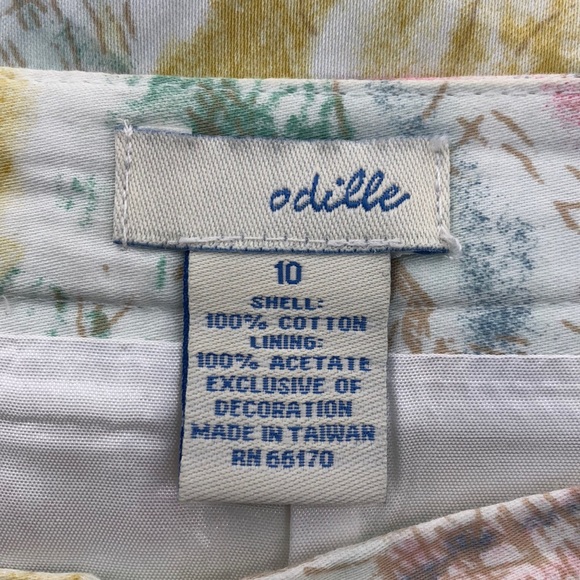 odille
10
SHELL:
100% COTTON
LINING:
100% ACETATE
EXCLUSIVE OF
DECORATION
MADE IN TAIWAN
RN 66170